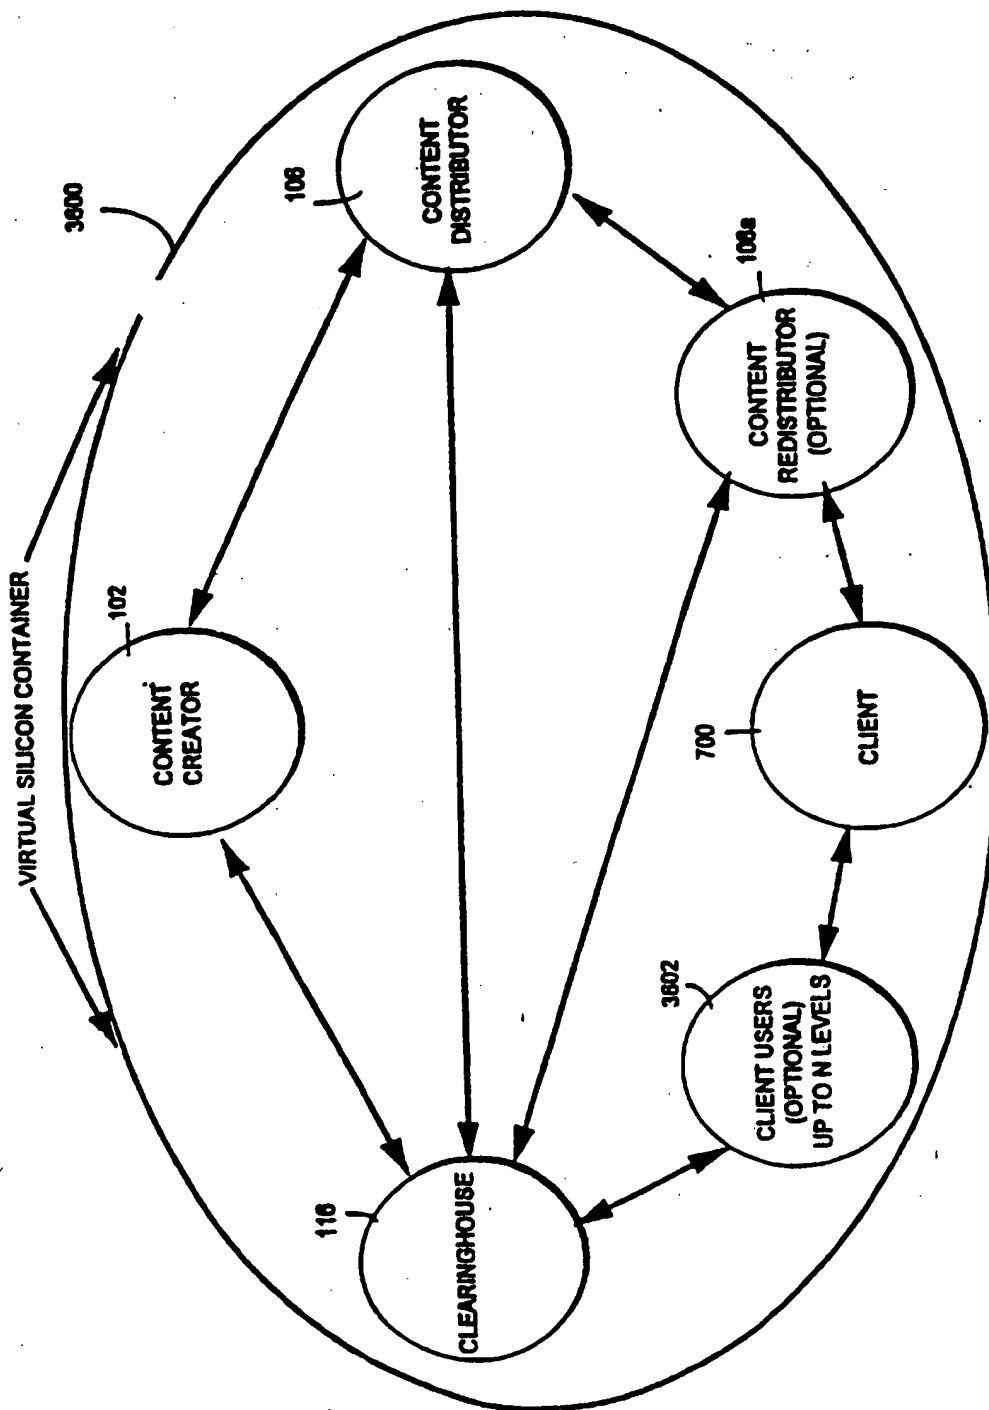 VIRTUAL SILICON CONTAINER
3600
102
CONTENT
CREATOR
116
CLEARINGHOUSE
106
CONTENT
DISTRIBUTOR
3602
CLIENT USERS
(OPTIONAL)
UP TO N LEVELS
700
CLIENT
106a
CONTENT
REDISTRIBUTOR
(OPTIONAL)